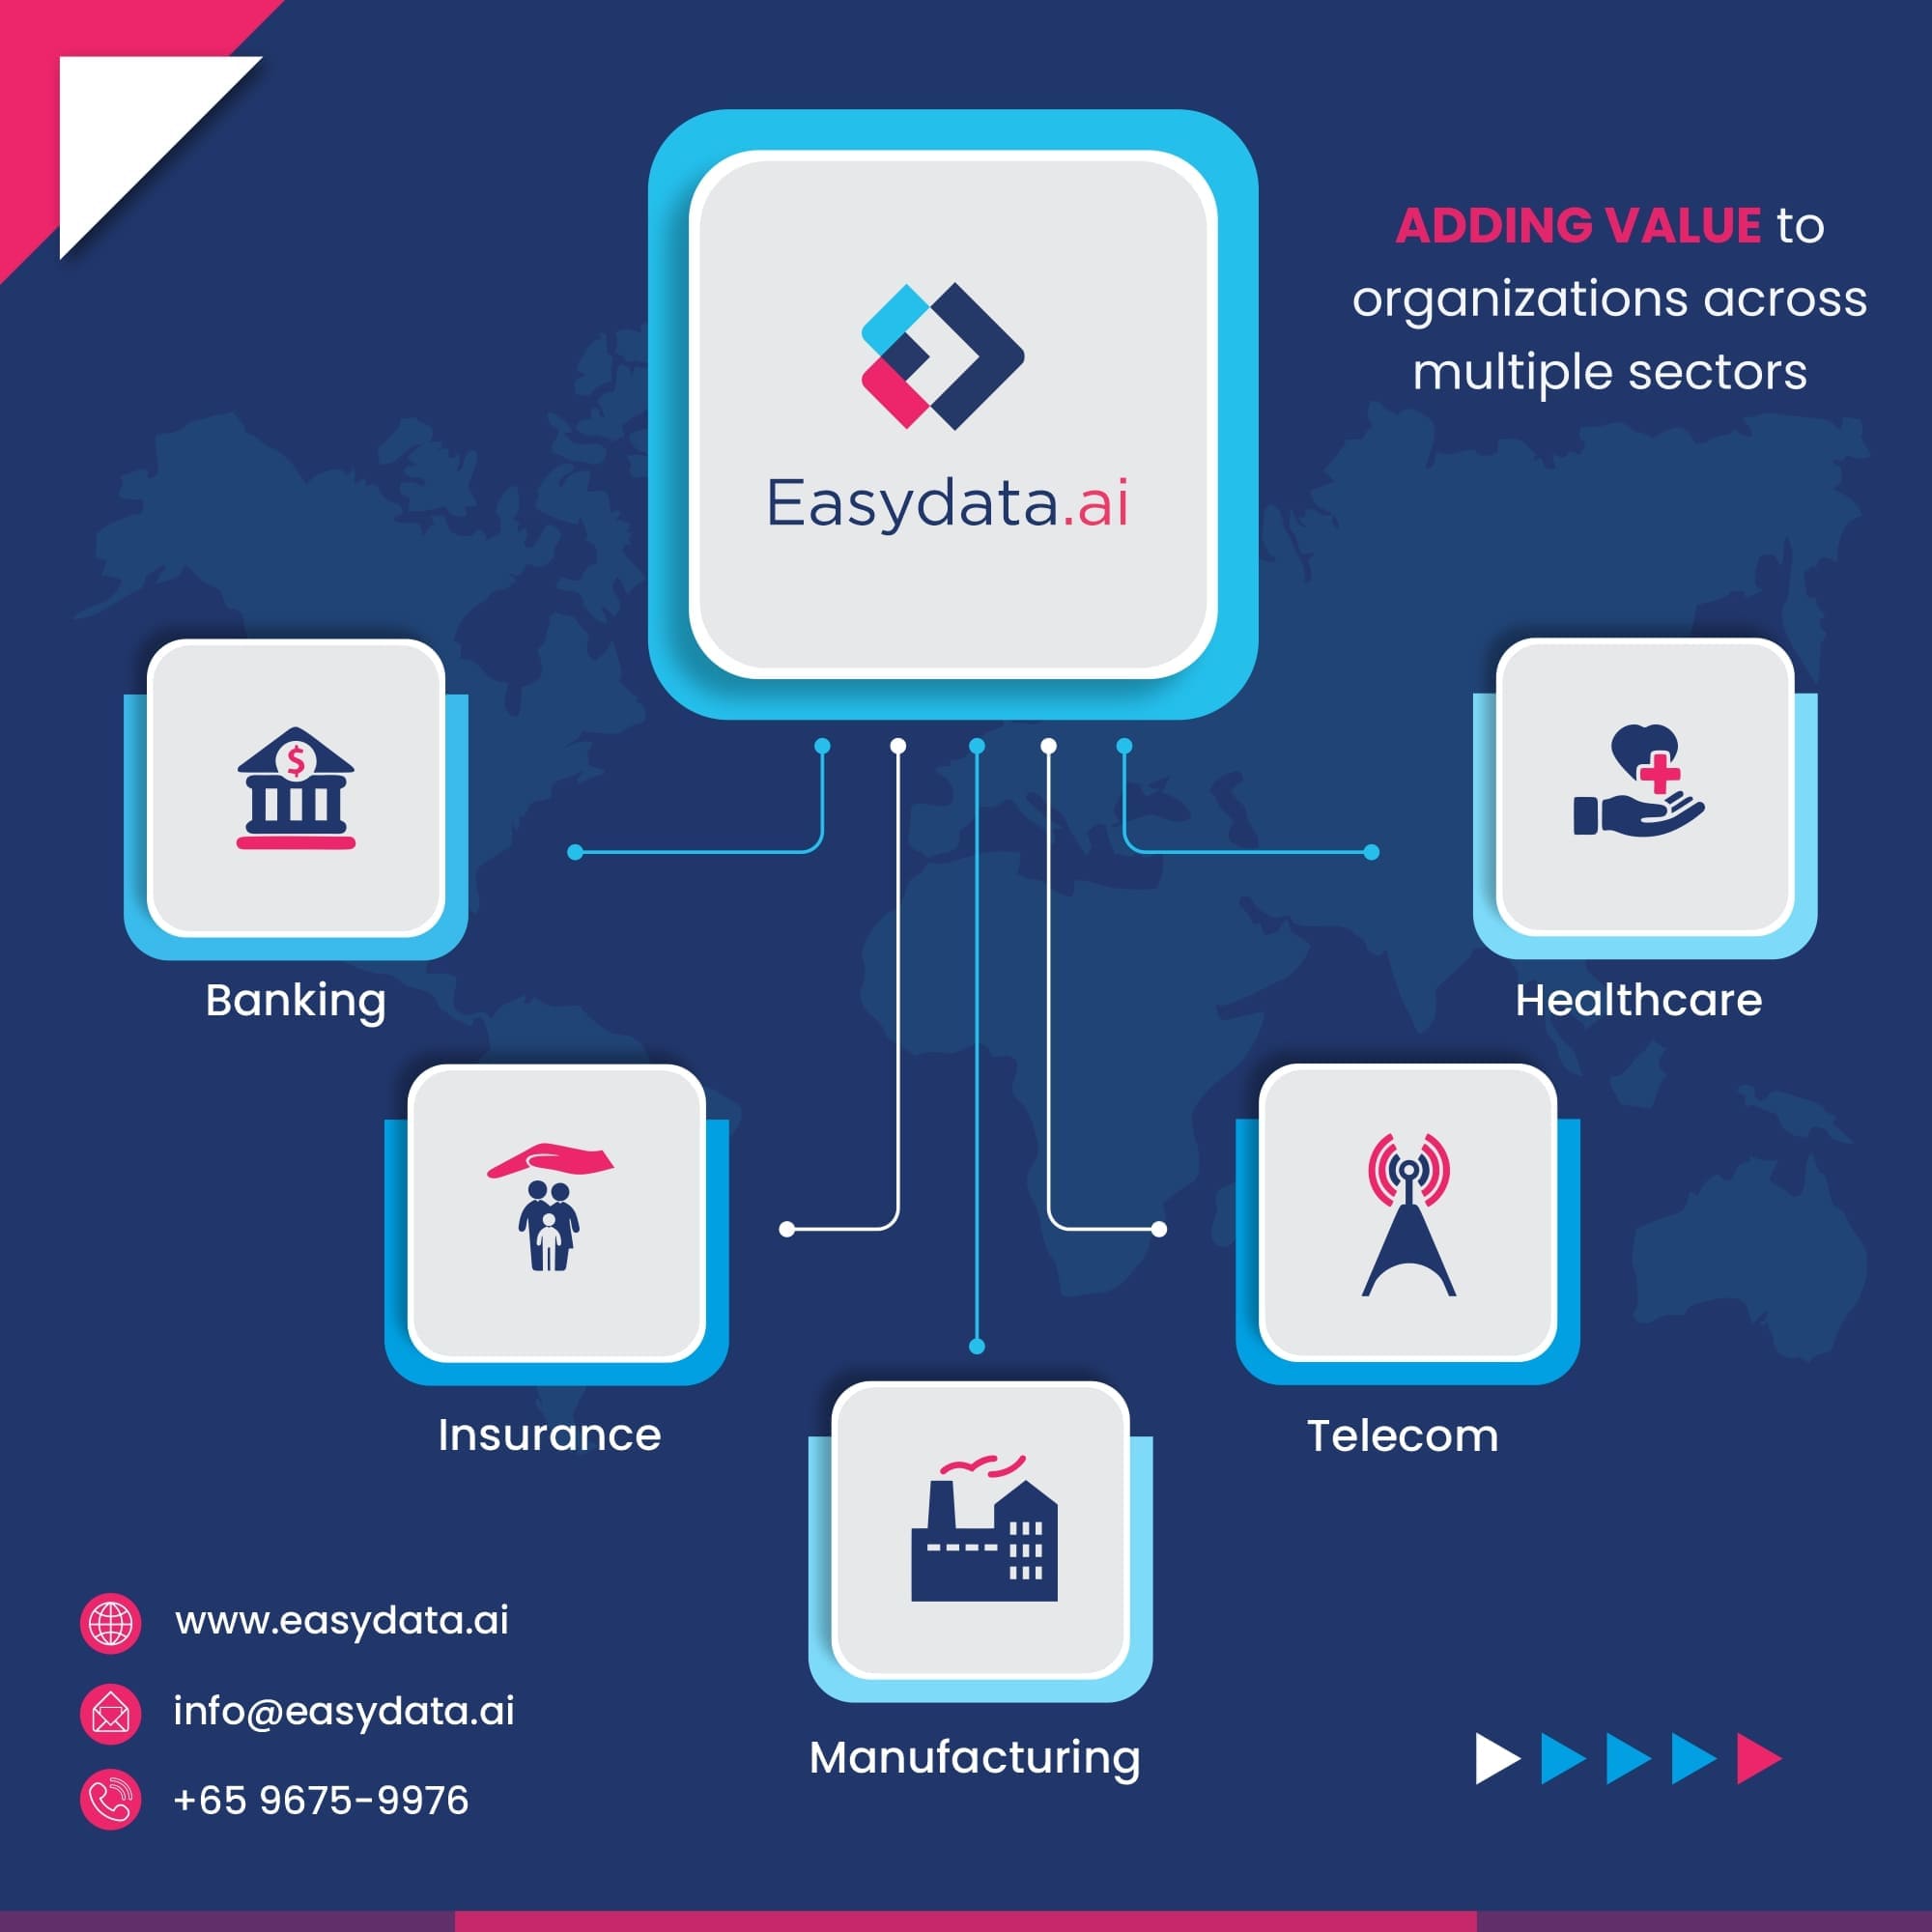 ADDING VALUE to
organizations across
multiple sectors
Easydata.ai
$
Banking
Healthcare
Insurance
Telecom
Manufacturing
www.easydata.ai
info@easydata.ai
+65 9675-9976